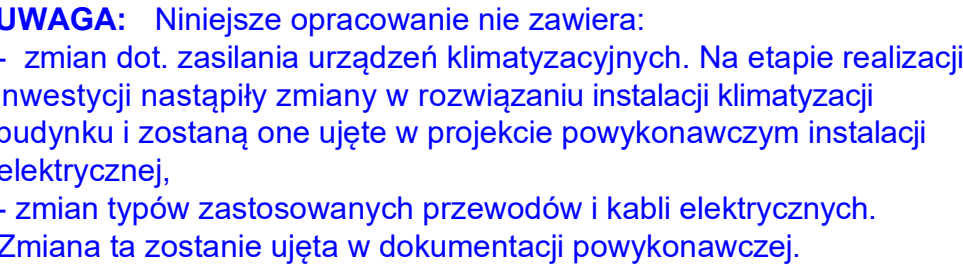 UWAGA: Niniejsze opracowanie nie zawiera:
- zmian dot. zasilania urządzeń klimatyzacyjnych. Na etapie realizacji
inwestycji nastąpiły zmiany w rozwiązaniu instalacji klimatyzacji
budynku i zostaną one ujęte w projekcie powykonawczym instalacji
elektrycznej,
- zmian typów zastosowanych przewodów i kabli elektrycznych.
Zmiana ta zostanie ujęta w dokumentacji powykonawczej.